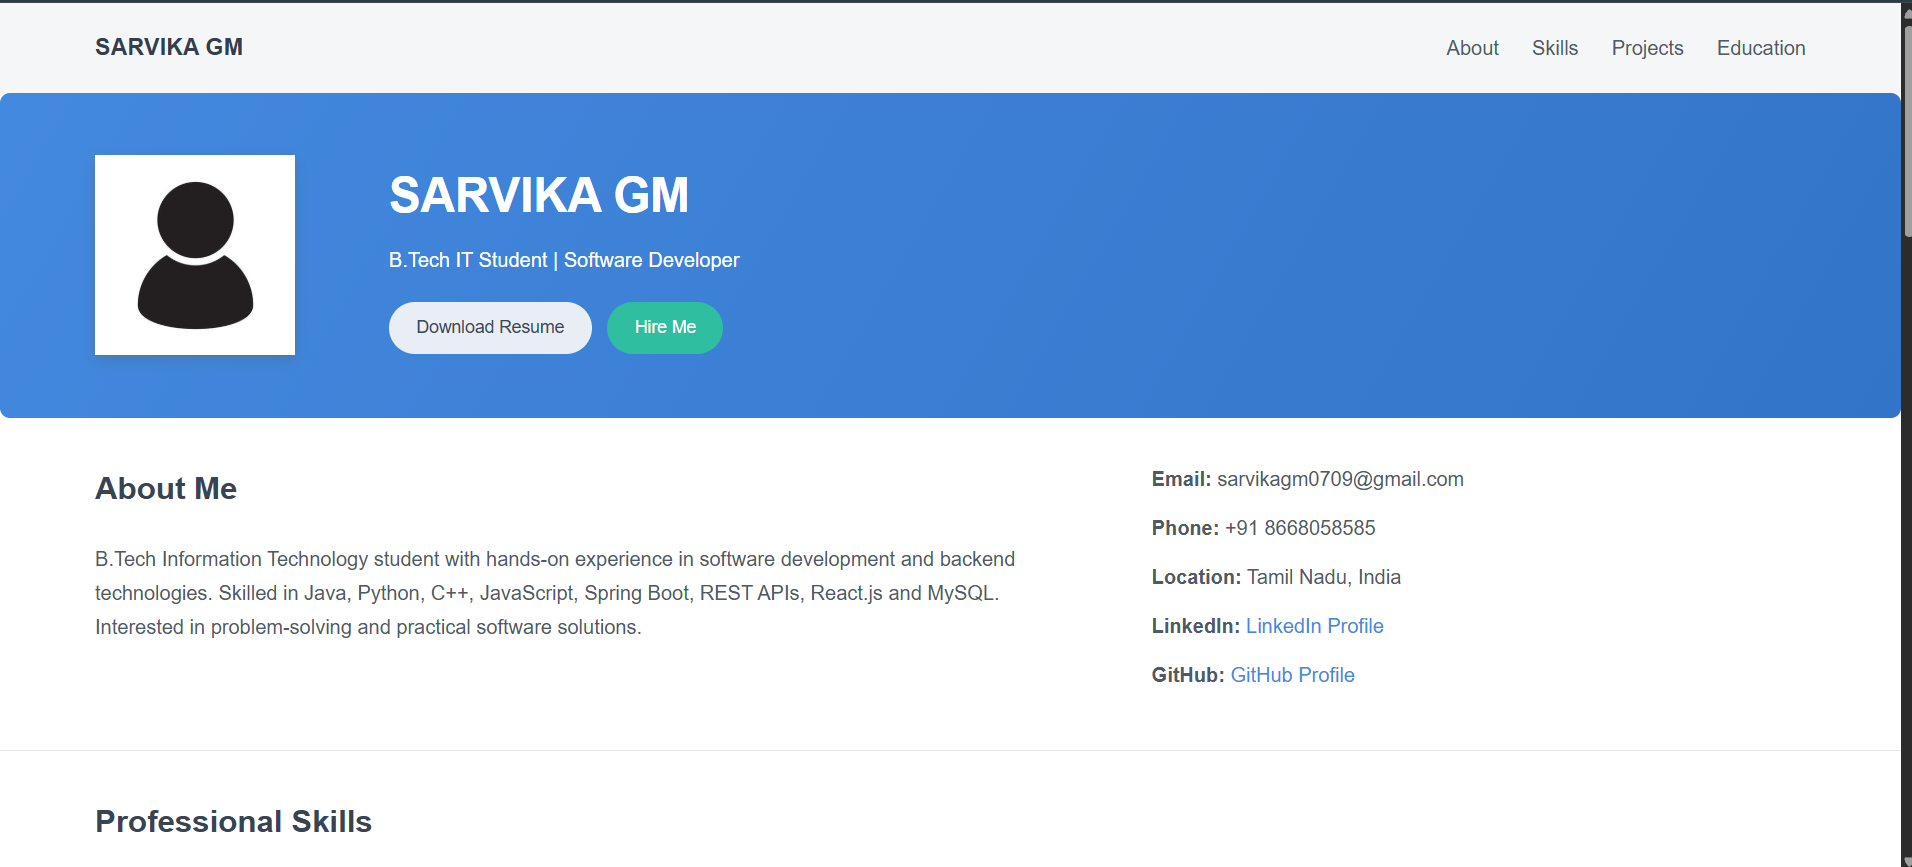 SARVIKA GM
About Skills Projects Education
SARVIKA GM
B.Tech IT Student | Software Developer
Download Resume Hire Me
About Me
B.Tech Information Technology student with hands-on experience in software development and backend
technologies. Skilled in Java, Python, C++, JavaScript, Spring Boot, REST APIs, React.js and MySQL.
Interested in problem-solving and practical software solutions.
Email: sarvikagm0709@gmail.com
Phone: +91 8668058585
Location: Tamil Nadu, India
LinkedIn: LinkedIn Profile
GitHub: GitHub Profile
Professional Skills